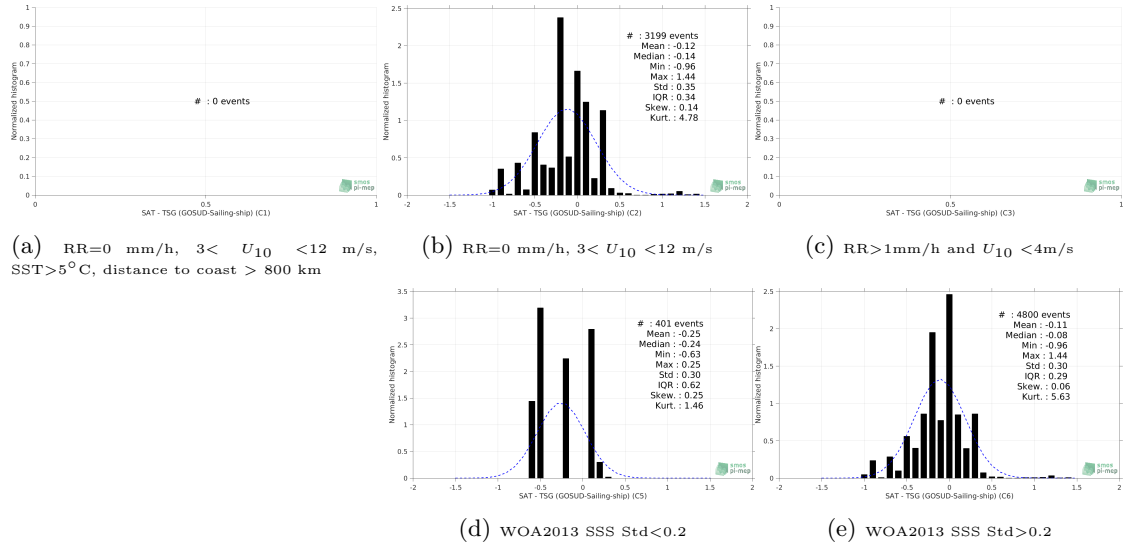 1
0.9
0.8
0.7
0.6
0.5
0.4
0.3
0.2
0.1
0
Normalized histogram
# : 0 events
smos
pi-mep
0 0.5 1
SAT - TSG (GOSUD-Sailing-ship) (C1)
(a) RR=0 mm/h, 3< U10 <12 m/s,
SST>5°C, distance to coast > 800 km
2.5
2
1.5
1
0.5
0
Normalized histogram
# : 3199 events
Mean : -0.12
Median : -0.14
Min : -0.96
Max : 1.44
Std : 0.35
IQR : 0.34
Skew. : 0.14
Kurt. : 4.78
smos
pi-mep
-2 -1.5 -1 -0.5 0 0.5 1 1.5 2
SAT - TSG (GOSUD-Sailing-ship) (C2)
(b) RR=0 mm/h, 3< U10 <12 m/s
1
0.9
0.8
0.7
0.6
0.5
0.4
0.3
0.2
0.1
0
Normalized histogram
# : 0 events
smos
pi-mep
0 0.5 1
SAT - TSG (GOSUD-Sailing-ship) (C3)
(c) RR>1mm/h and U10 <4m/s
3.5
3
2.5
2
1.5
1
0.5
0
Normalized histogram
# : 401 events
Mean : -0.25
Median : -0.24
Min : -0.63
Max : 0.25
Std : 0.30
IQR : 0.62
Skew. : 0.25
Kurt. : 1.46
smos
pi-mep
-2 -1.5 -1 -0.5 0 0.5 1 1.5 2
SAT - TSG (GOSUD-Sailing-ship) (C5)
(d) WOA2013 SSS Std<0.2
2.5
2
1.5
1
0.5
0
Normalized histogram
# : 4800 events
Mean : -0.11
Median : -0.08
Min : -0.96
Max : 1.44
Std : 0.30
IQR : 0.29
Skew. : 0.06
Kurt. : 5.63
smos
pi-mep
-2 -1.5 -1 -0.5 0 0.5 1 1.5 2
SAT - TSG (GOSUD-Sailing-ship) (C6)
(e) WOA2013 SSS Std>0.2